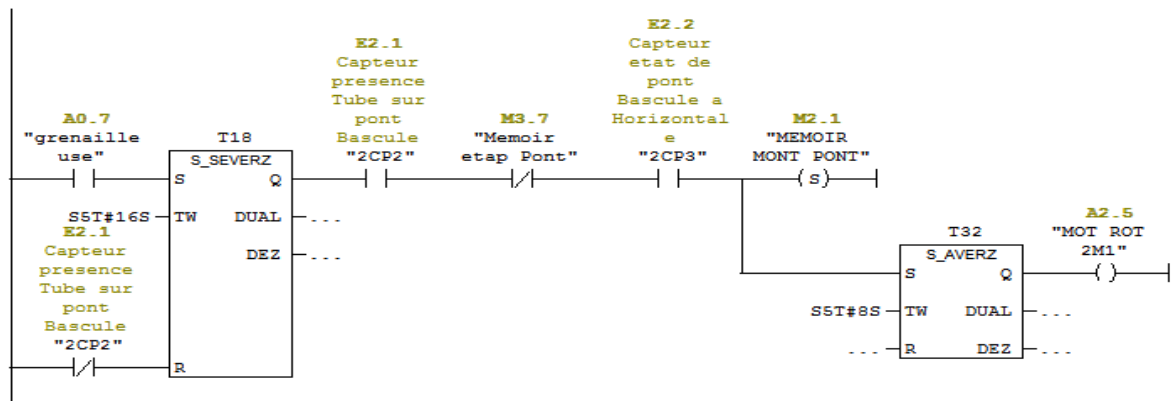 A0.7
"grenaille
use"
T18
S_SEVERZ
S
Q
S5T#16S
TW
DUAL
...
DEZ
...
E2.1
Capteur
presence
Tube sur
pont
Bascule
"2CP2"
R
E2.1
Capteur
presence
Tube sur
pont
Bascule
"2CP2"
M3.7
"Memoir
etap Pont"
E2.2
Capteur
etat de
pont
Bascule a
Horizontal
e
"2CP3"
M2.1
"MEMOIR
MONT PONT"
S
T32
S_AVERZ
S
Q
S5T#8S
TW
DUAL
...
...
R
DEZ
...
A2.5
"MOT ROT
2M1"